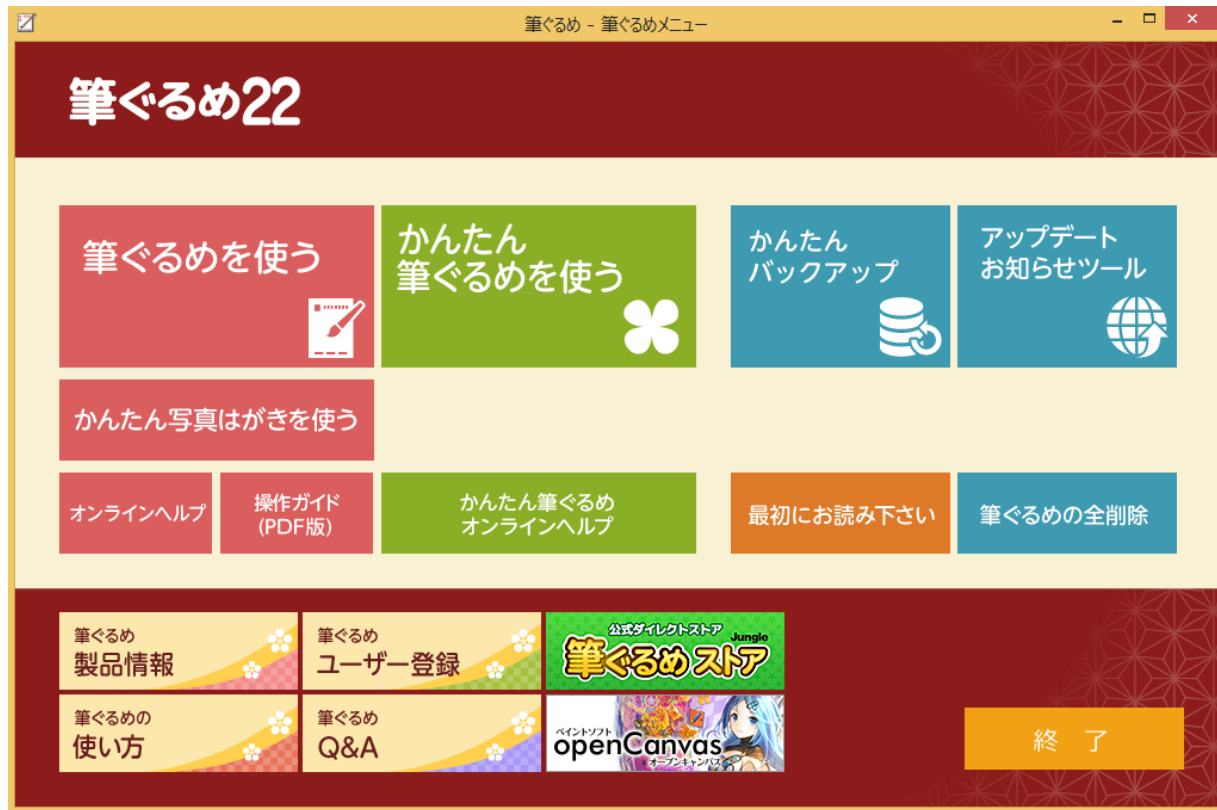 筆ぐるめ - 筆ぐるめメニュー
筆ぐるめ22
筆ぐるめを使う
かんたん
筆ぐるめを使う
かんたん
バックアップ
アップデート
お知らせツール
かんたん写真はがきを使う
オンラインヘルプ
操作ガイド
(PDF版)
かんたん筆ぐるめ
オンラインヘルプ
最初にお読み下さい
筆ぐるめの全削除
筆ぐるめ
製品情報
筆ぐるめ
ユーザー登録
公式ダイレクトストア
Jungle
筆ぐるめ ストア
筆ぐるめの
使い方
筆ぐるめ
Q&A
ペイントソフト
openCanvas
オープンキャンバス
終 了